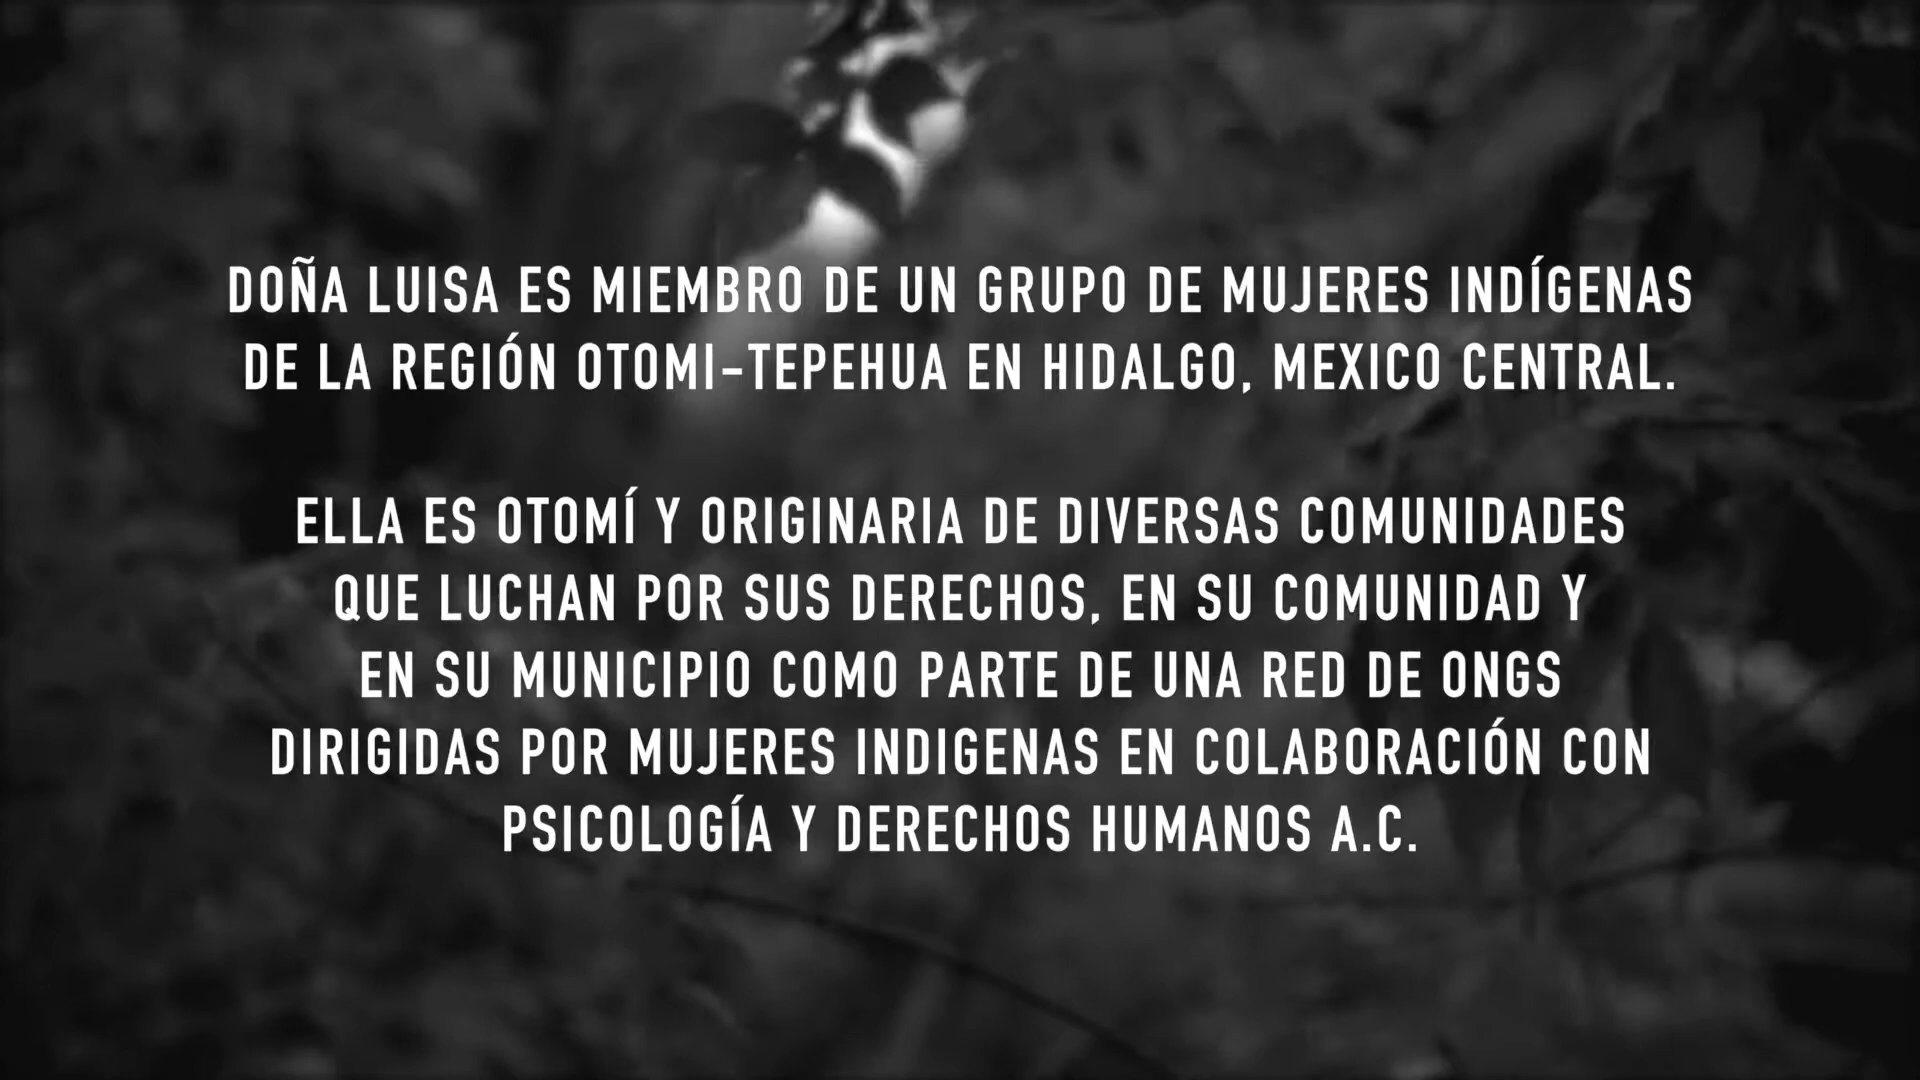 DOÑA LUISA ES MIEMBRO DE UN GRUPO DE MUJERES INDÍGENAS
DE LA REGIÓN OTOMI-TEPEHUA EN HIDALGO, MEXICO CENTRAL.
ELLA ES OTOMÍ Y ORIGINARIA DE DIVERSAS COMUNIDADES
QUE LUCHAN POR SUS DERECHOS, EN SU COMUNIDAD Y
EN SU MUNICIPIO COMO PARTE DE UNA RED DE ONGS
DIRIGIDAS POR MUJERES INDIGENAS EN COLABORACIÓN CON
PSICOLOGÍA Y DERECHOS HUMANOS A.C.